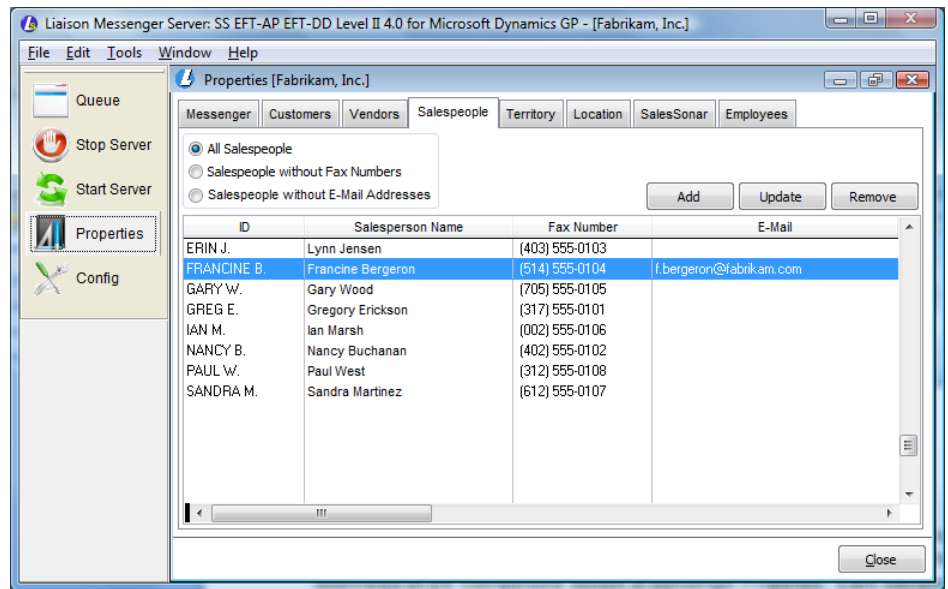 Liaison Messenger Server: SS EFT-AP EFT-DD Level II 4.0 for Microsoft Dynamics GP - [Fabrikam, Inc.]
File Edit Tools Window Help
Queue
Stop Server
Start Server
Properties
Config
Properties [Fabrikam, Inc.]
Messenger Customers Vendors Salespeople Territory Location SalesSonar Employees
All Salespeople
Salespeople without Fax Numbers
Salespeople without E-Mail Addresses
Add Update Remove
ID Salesperson Name Fax Number E-Mail
ERIN J. Lynn Jensen (403) 555-0103
FRANCINE B. Francine Bergeron (514) 555-0104 f.bergeron@fabrikam.com
GARY W. Gary Wood (705) 555-0105
GREG E. Gregory Erickson (317) 555-0101
IAN M. Ian Marsh (002) 555-0106
NANCY B. Nancy Buchanan (402) 555-0102
PAUL W. Paul West (312) 555-0108
SANDRA M. Sandra Martinez (612) 555-0107
Close